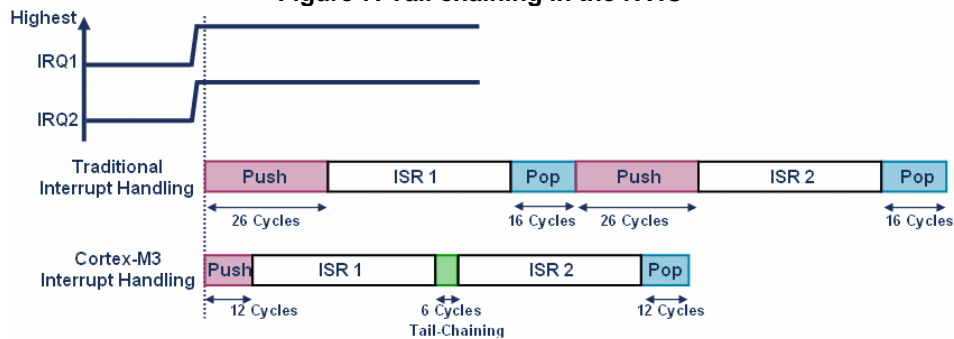 Highest
IRQ1
IRQ2
Traditional
Interrupt Handling
Push
ISR 1
Pop
Push
ISR 2
Pop
26 Cycles
16 Cycles
26 Cycles
16 Cycles
Cortex-M3
Interrupt Handling
Push
ISR 1
ISR 2
Pop
12 Cycles
6 Cycles
12 Cycles
Tail-Chaining